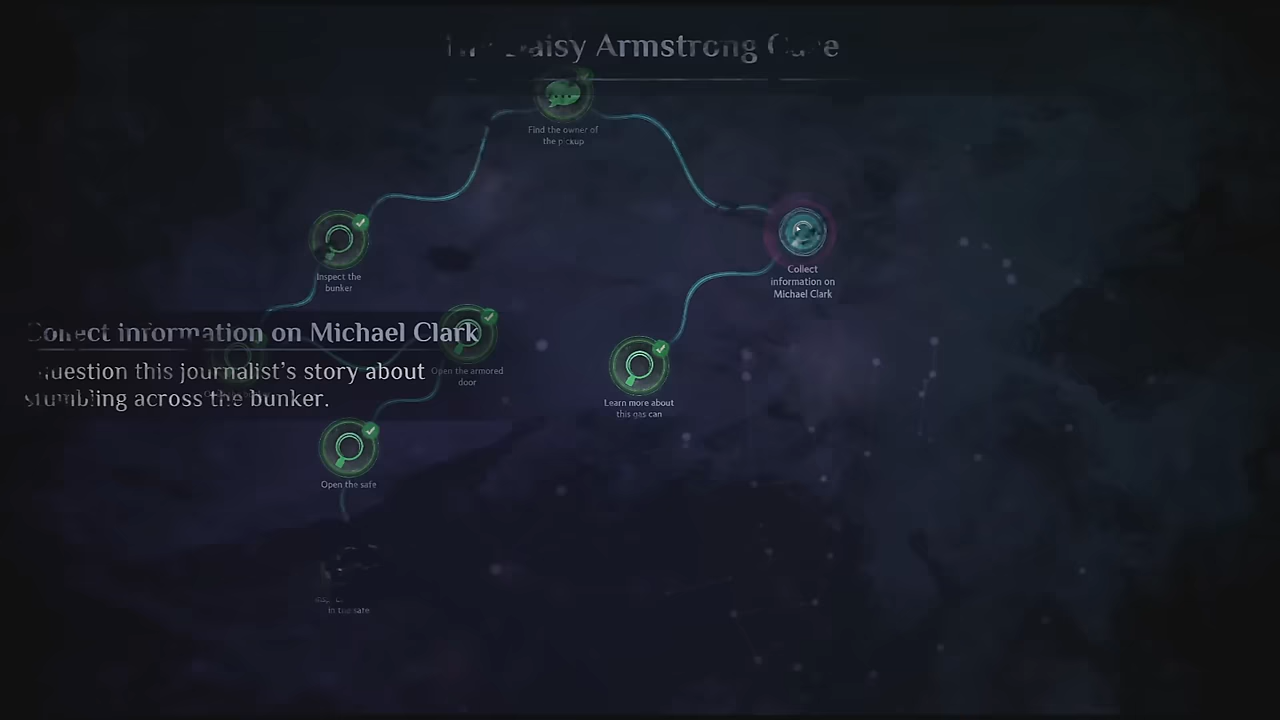 Daisy Armstrong
Find the owner of
the pickup
Inspect the
bunker
Collect
information on
Michael Clark
Collect information on Michael Clark
Question this journalist's story about
stumbling across the bunker.
Open the armored
door
Learn more about
this gas can
Open the safe
in the safe